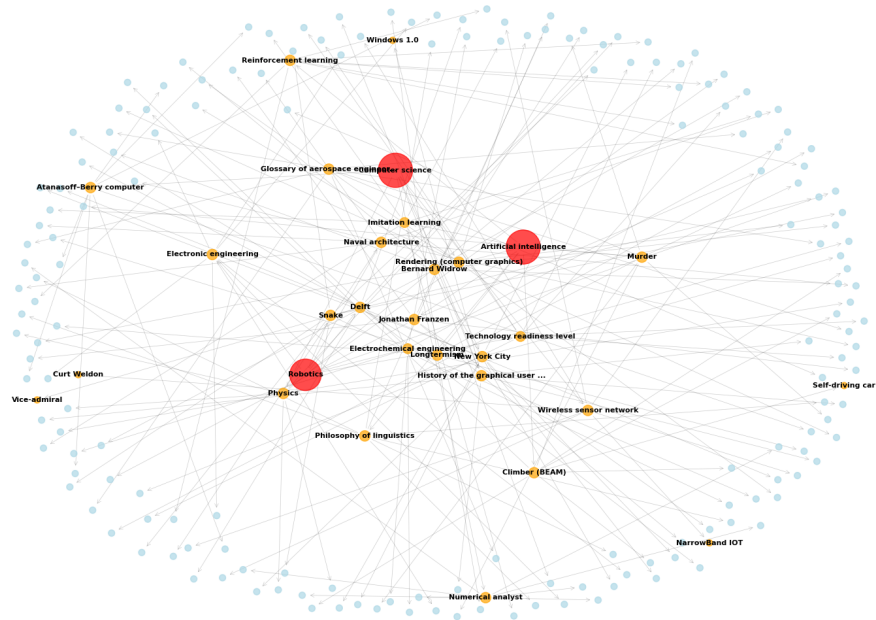 Windows 1.0
Reinforcement learning
Glossary of aerospace enginee...
Computer science
Atanasoff–Berry computer
Imitation learning
Naval architecture
Artificial Intelligence
Electronic engineering
Rendering (computer graphics)
Murder
Bernard Widrow
Delft
Snake
Jonathan Franzen
Technology readiness level
Electrochemical engineering
Longtermism
New York City
Robotics
Curt Weldon
History of the graphical user ...
Self-driving car
Physics
Vice-admiral
Wireless sensor network
Philosophy of linguistics
Climber (BEAM)
NarrowBand IOT
Numerical analyst